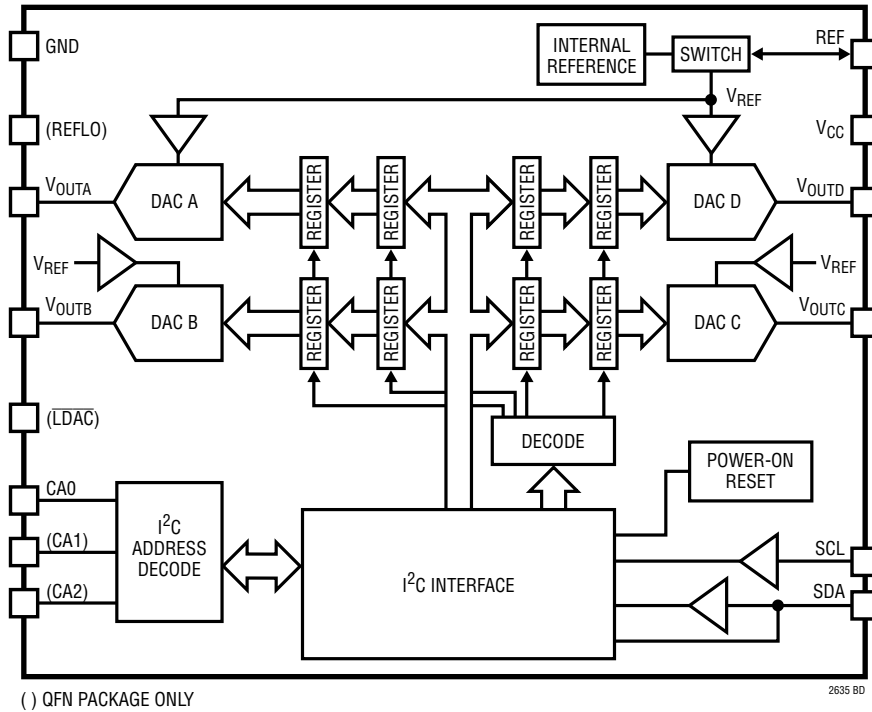 GND
INTERNAL
REFERENCE
SWITCH
REF
VREF
(REFLO)
VCC
VOUTA
DAC A
REGISTER
REGISTER
REGISTER
REGISTER
DAC D
VOUTD
VREF
VREF
VOUTB
DAC B
REGISTER
REGISTER
REGISTER
REGISTER
DAC C
VOUTC
(LDAC)
DECODE
POWER-ON
RESET
CA0
(CA1)
(CA2)
I2C
ADDRESS
DECODE
I2C INTERFACE
SCL
SDA
( ) QFN PACKAGE ONLY
2635 BD